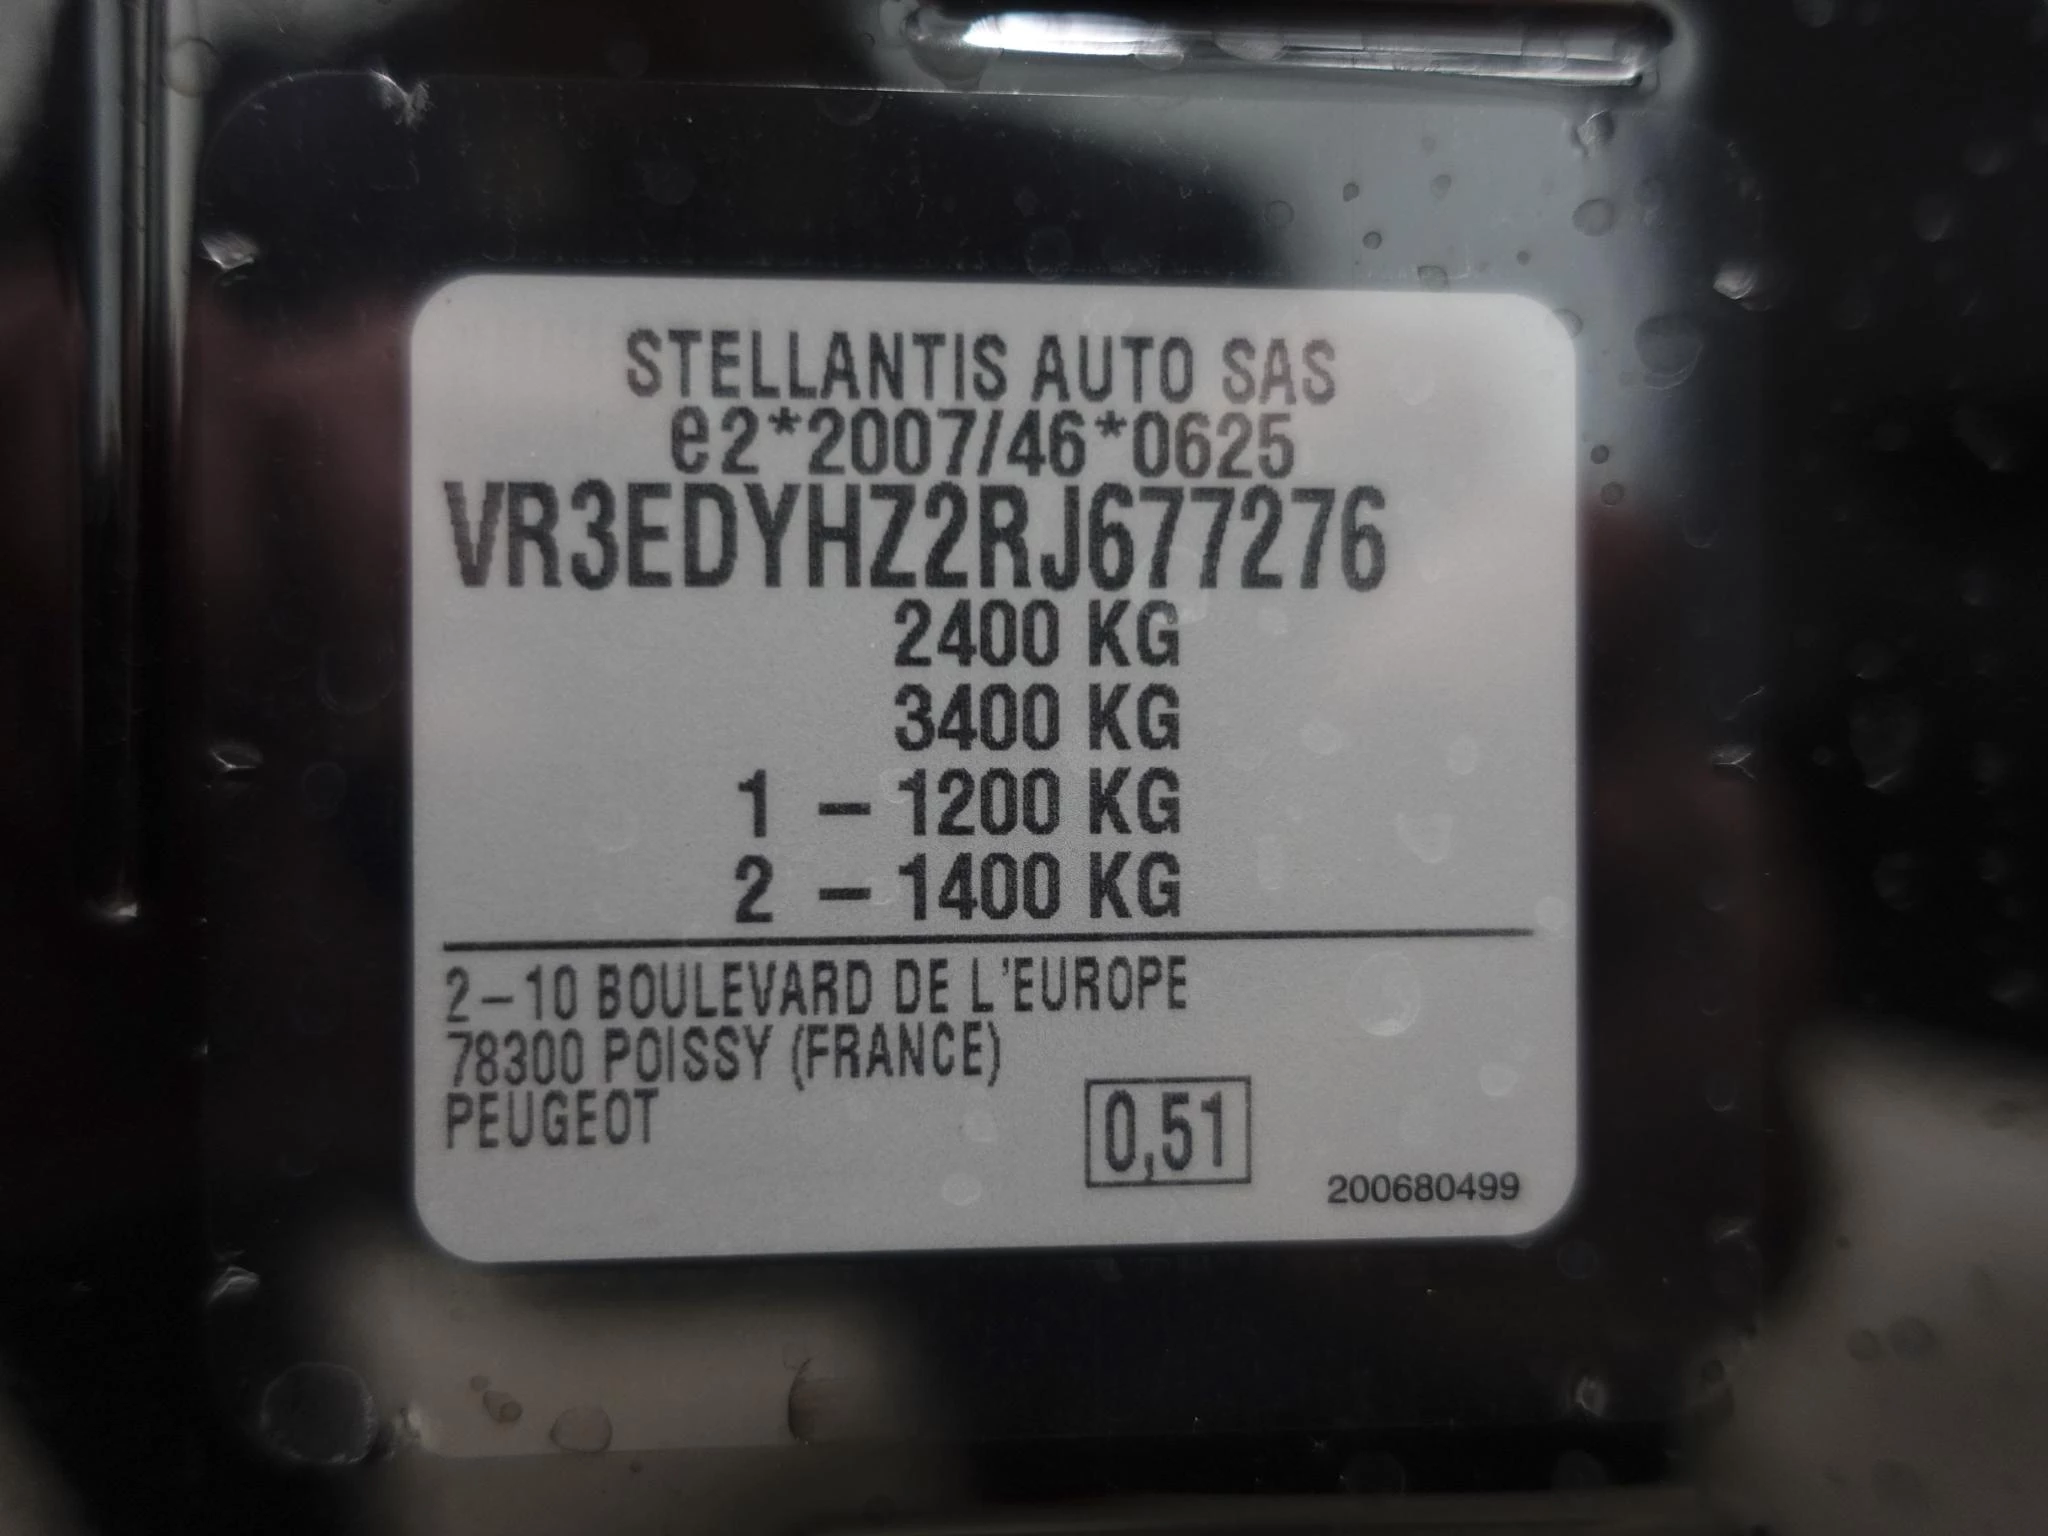 STELLANTIS AUTO SAS
e2*2007/46*0625
VR3EDYHZ2RJ677276
2400 KG
3400 KG
1 – 1200 KG
2 – 1400 KG
2–10 BOULEVARD DE L'EUROPE
78300 POISSY (FRANCE)
PEUGEOT
0,51
200680499